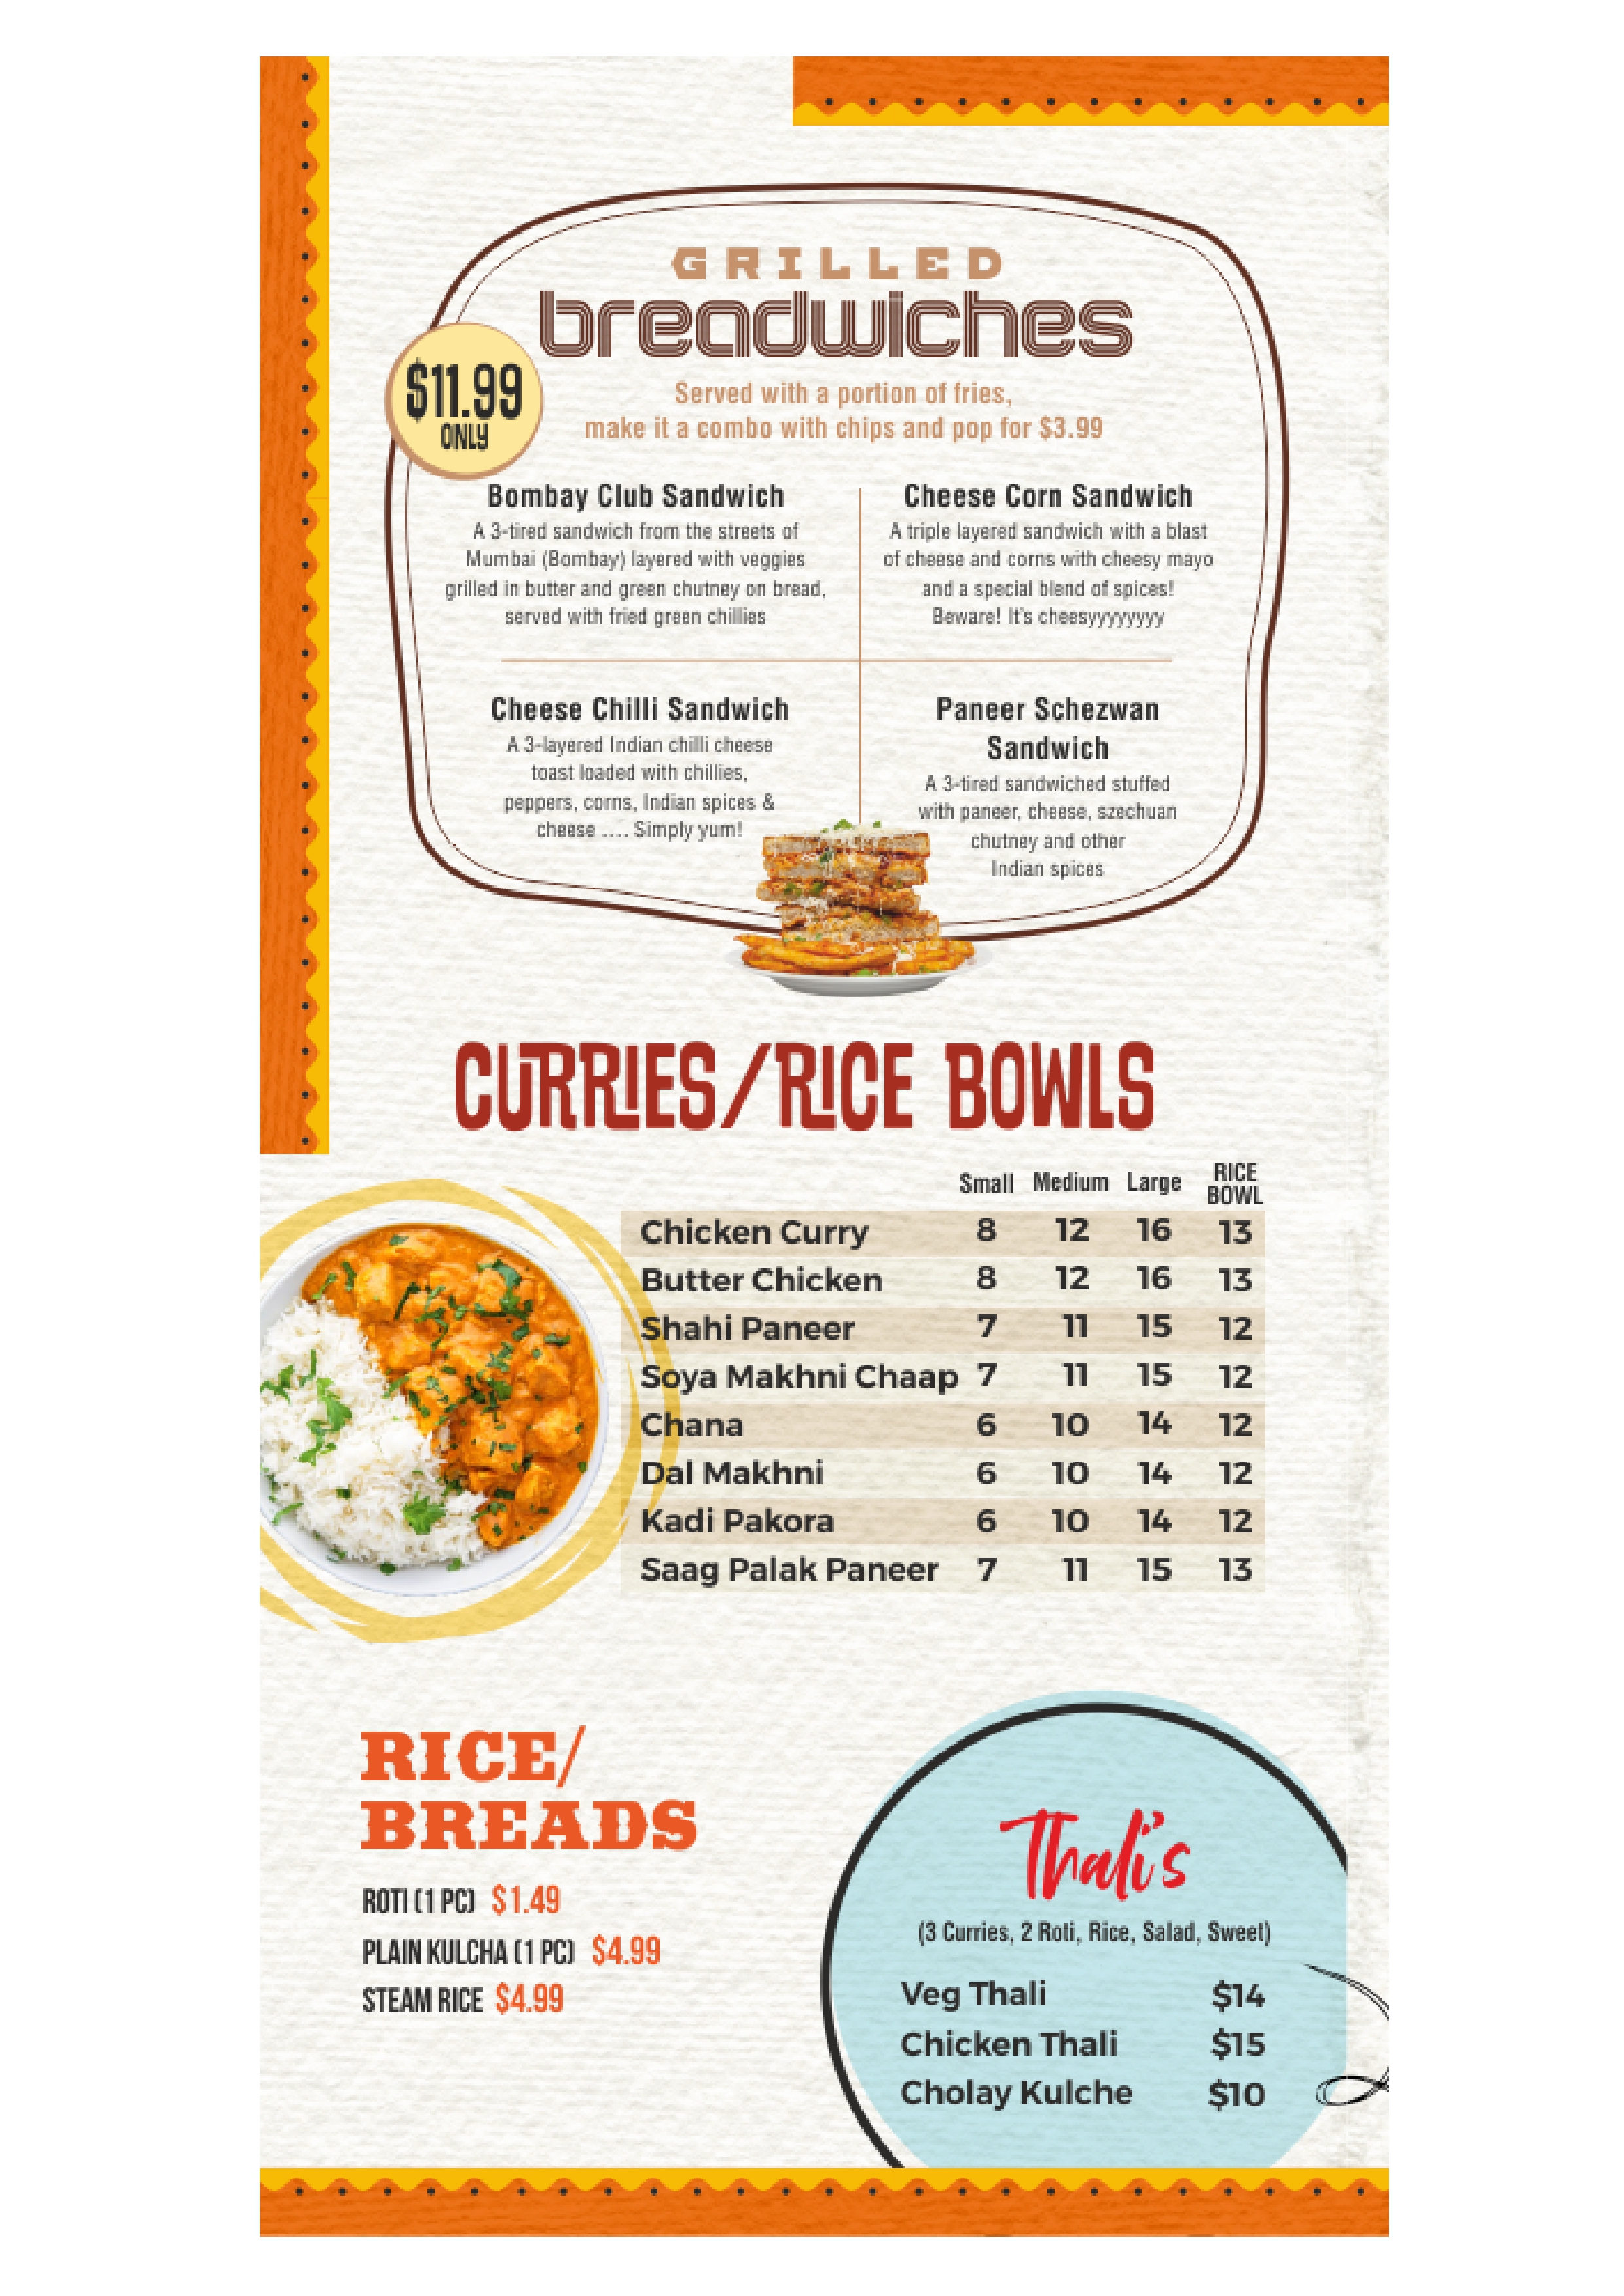 GRILLED
breadwiches
$11.99
ONLY
Served with a portion of fries,
make it a combo with chips and pop for $3.99
Bombay Club Sandwich
A 3-tired sandwich from the streets of
Mumbai (Bombay) layered with veggies
grilled in butter and green chutney on bread,
served with fried green chillies
Cheese Corn Sandwich
A triple layered sandwich with a blast
of cheese and corns with cheesy mayo
and a special blend of spices!
Beware! It's cheesyyyyyyyy
Cheese Chilli Sandwich
A 3-layered Indian chilli cheese
toast loaded with chillies,
peppers, corns, Indian spices &
cheese .... Simply yum!
Paneer Schezwan
Sandwich
A 3-tired sandwiched stuffed
with paneer, cheese, szechuan
chutney and other
Indian spices
CURRIES/RICE BOWLS
Small Medium Large RICE BOWL
Chicken Curry 8 12 16 13
Butter Chicken 8 12 16 13
Shahi Paneer 7 11 15 12
Soya Makhni Chaap 7 11 15 12
Chana 6 10 14 12
Dal Makhni 6 10 14 12
Kadi Pakora 6 10 14 12
Saag Palak Paneer 7 11 15 13
RICE/
BREADS
ROTI (1 PC) $1.49
PLAIN KULCHA (1 PC) $4.99
STEAM RICE $4.99
Thali's
(3 Curries, 2 Roti, Rice, Salad, Sweet)
Veg Thali $14
Chicken Thali $15
Cholay Kulche $10